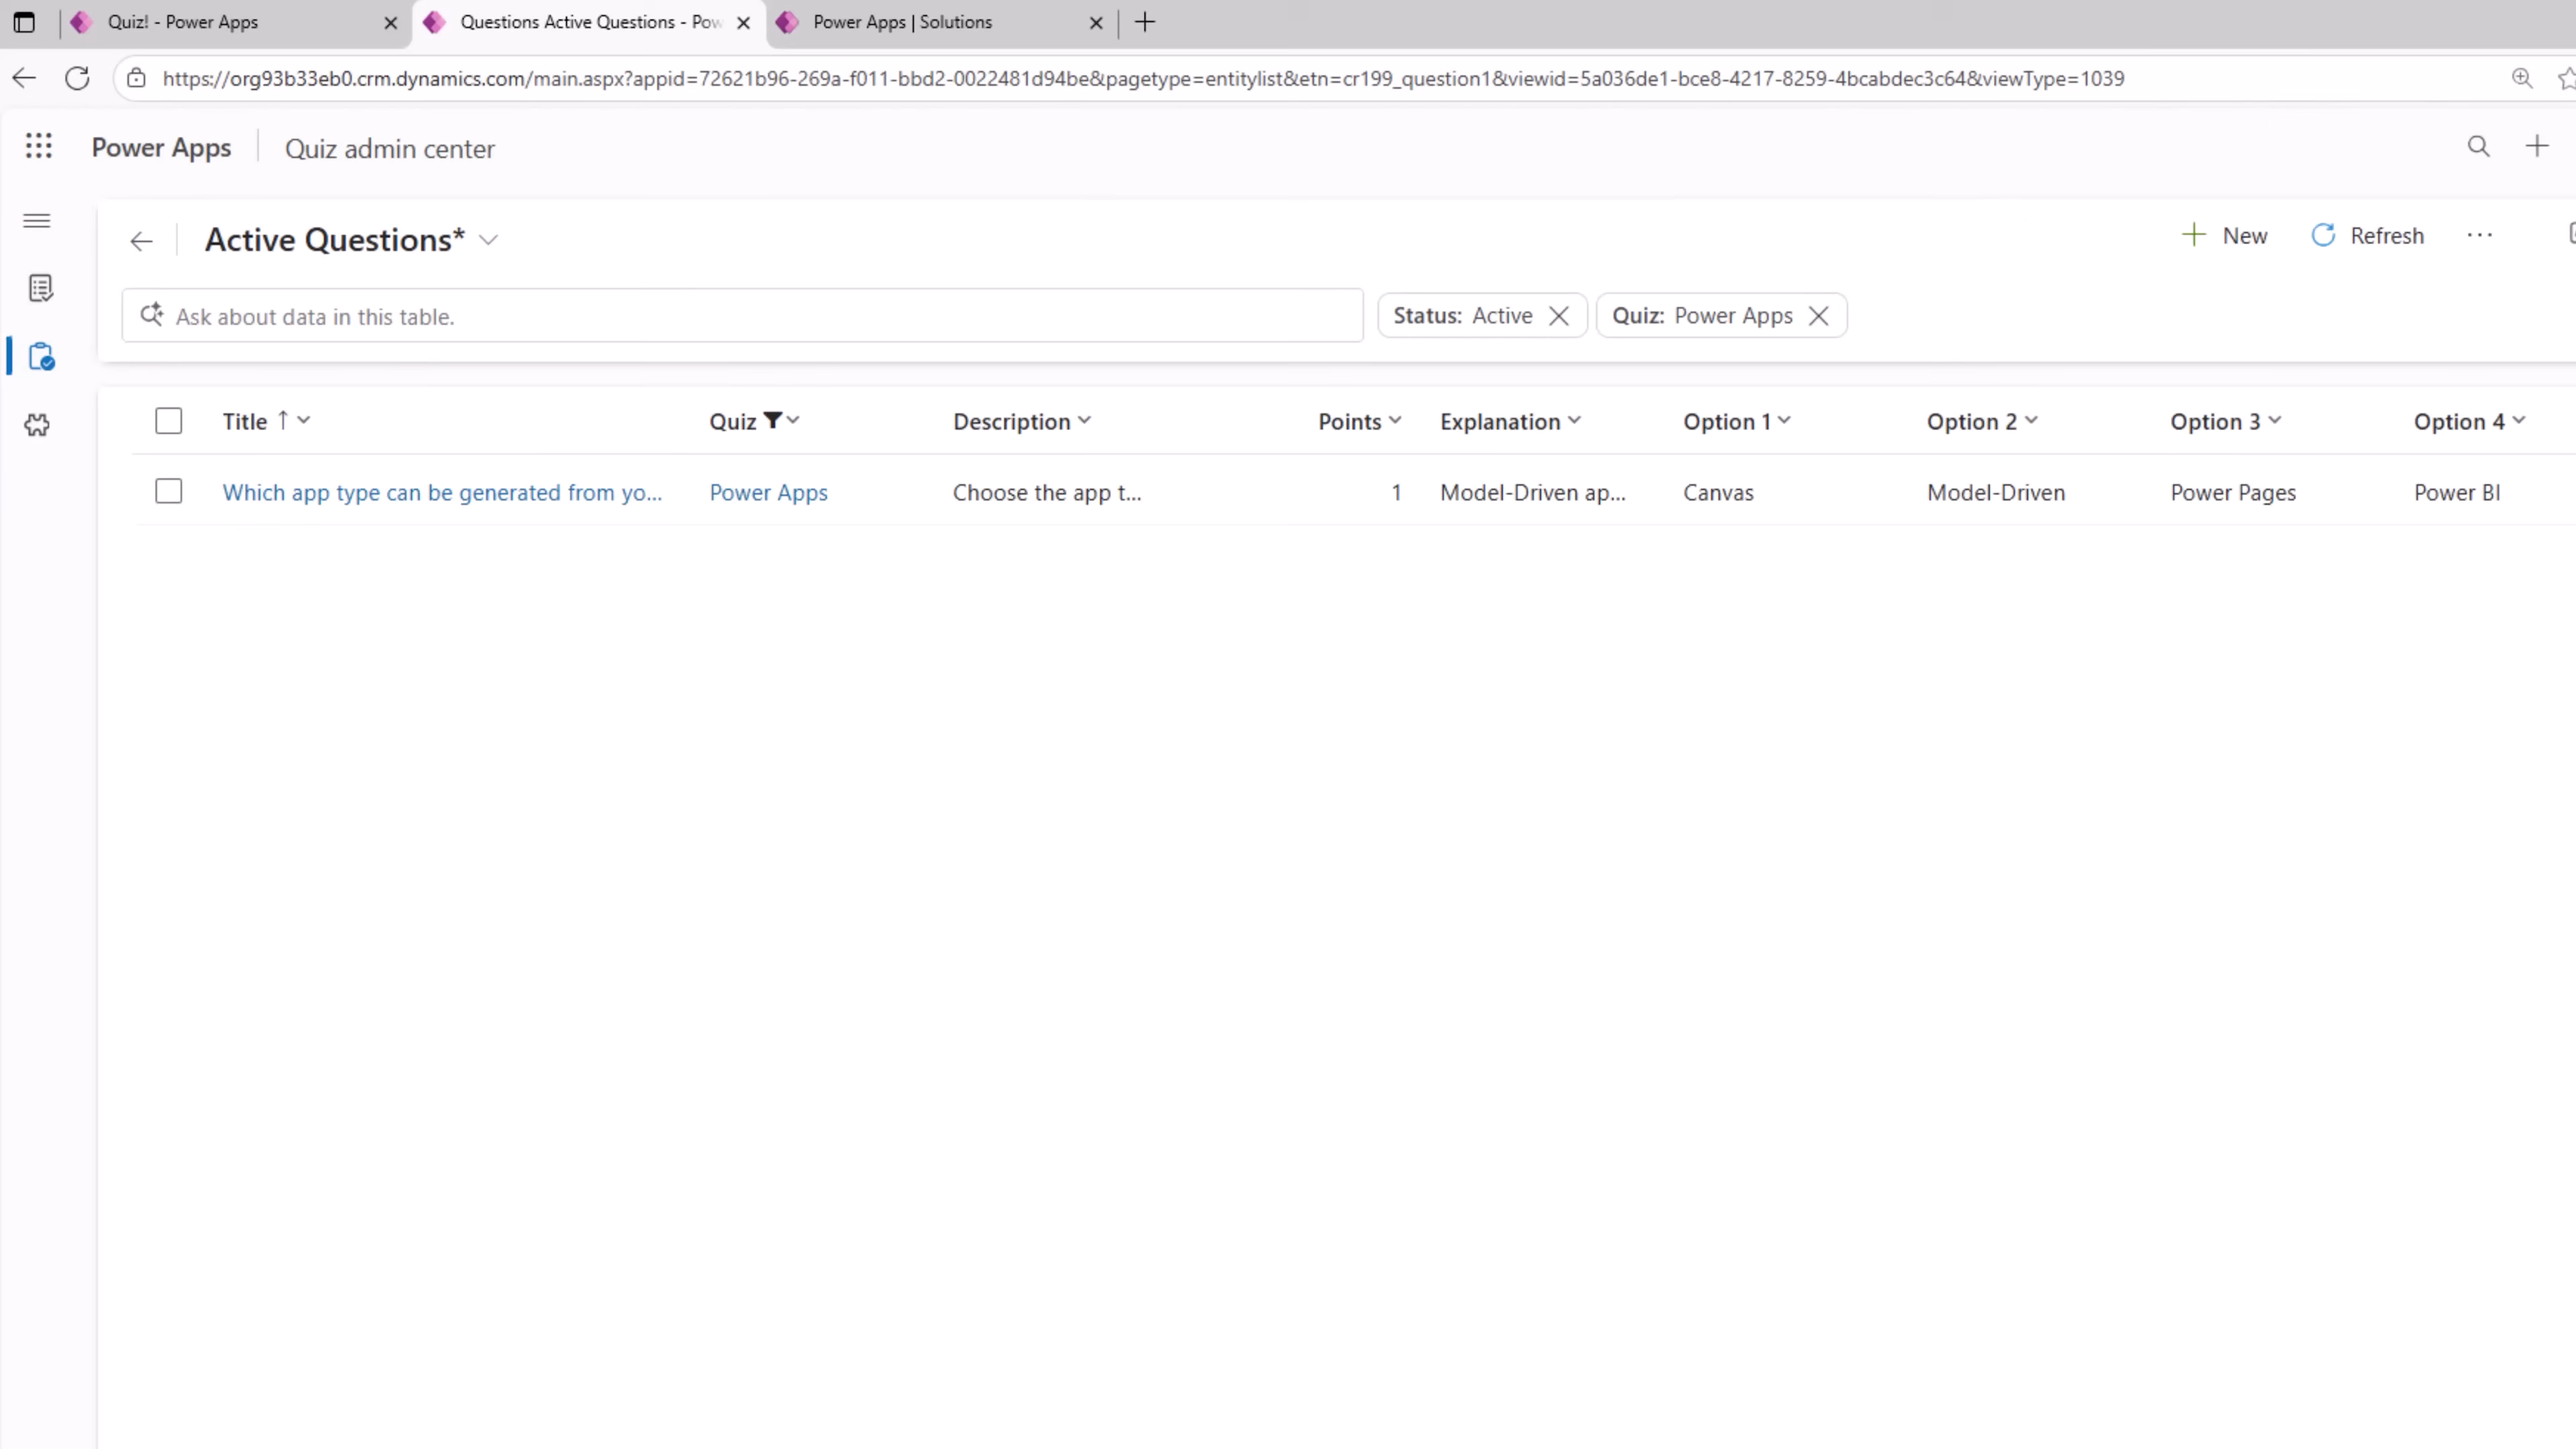 Quiz! - Power Apps
Questions Active Questions - Pow
Power Apps | Solutions
https://org93b33eb0.crm.dynamics.com/main.aspx?appid=72621b96-269a-f011-bbd2-0022481d94be&pagetype=entitylist&etn=cr199_question1&viewid=5a036de1-bce8-4217-8259-4bcabdec3c64&viewType=1039
Power Apps | Quiz admin center
Active Questions*
New
Refresh
Ask about data in this table.
Status: Active
Quiz: Power Apps
Title Quiz Description Points Explanation Option 1 Option 2 Option 3 Option 4
Which app type can be generated from yo... Power Apps Choose the app t... 1 Model-Driven ap... Canvas Model-Driven Power Pages Power BI